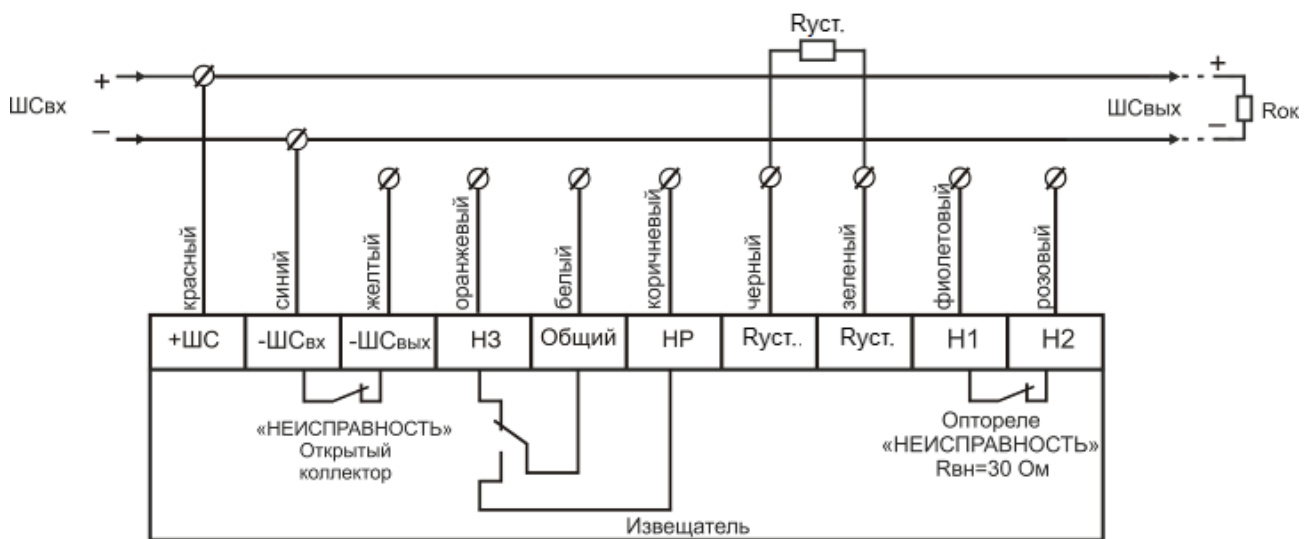 Rуст.
+
ШСвх
–
+
ШСвых
–
Rок
красный
синий
желтый
оранжевый
белый
коричневый
черный
зеленый
фиолетовый
розовый
+ШС
-ШСвх
-ШСвых
НЗ
Общий
НР
Rуст..
Rуст.
Н1
Н2
«НЕИСПРАВНОСТЬ»
Открытый
коллектор
Оптореле
«НЕИСПРАВНОСТЬ»
Rвн=30 Ом
Извещатель